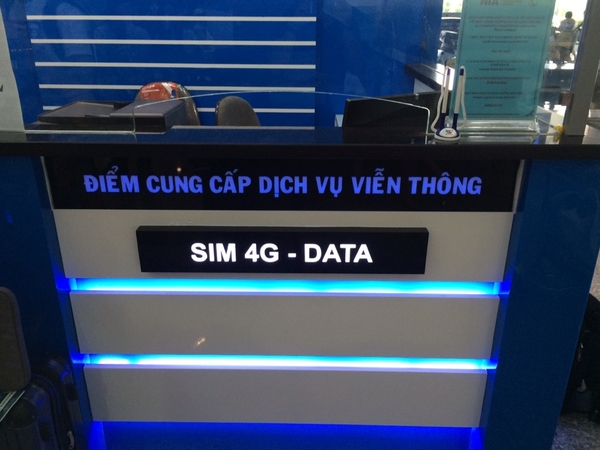 ĐIỂM CUNG CẤP DỊCH VỤ VIỄN THÔNG
SIM 4G - DATA